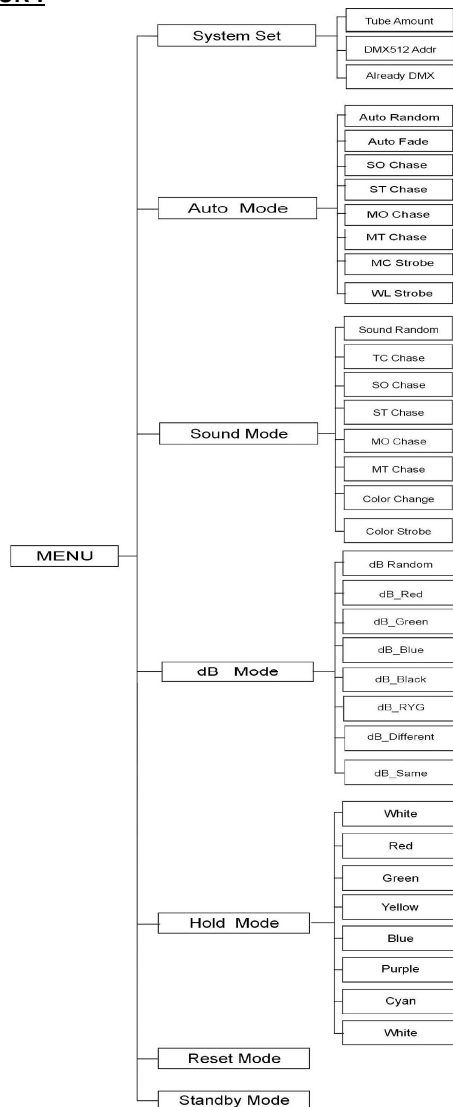 MENU
System Set
Tube Amount
DMX512 Addr
Already DMX
Auto Mode
Auto Random
Auto Fade
SO Chase
ST Chase
MO Chase
MT Chase
MC Strobe
WL Strobe
Sound Mode
Sound Random
TC Chase
SO Chase
ST Chase
MO Chase
MT Chase
Color Change
Color Strobe
dB Mode
dB Random
dB_Red
dB_Green
dB_Blue
dB_Black
dB_RYG
dB_Different
dB_Same
Hold Mode
White
Red
Green
Yellow
Blue
Purple
Cyan
White
Reset Mode
Standby Mode